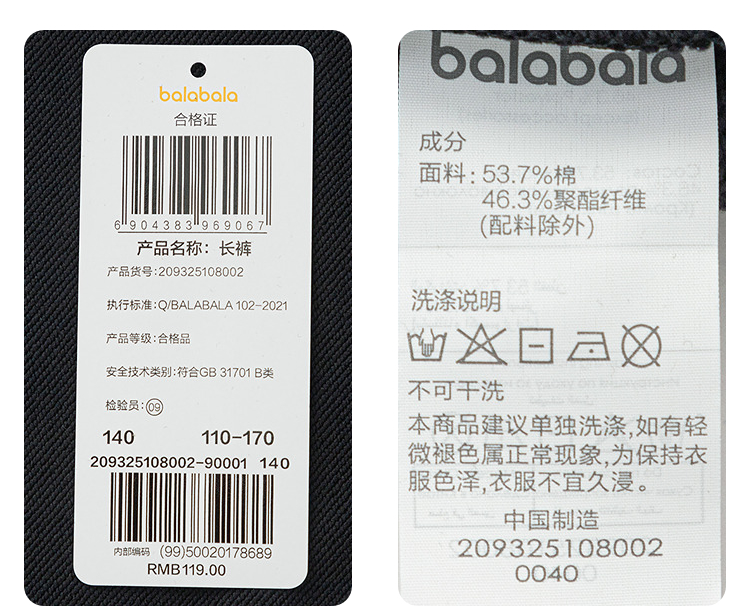 balabala
合格证
6 904383 969067
产品名称：长裤
产品货号:209325108002
执行标准:Q/BALABALA 102-2021
产品等级:合格品
安全技术类别:符合GB 31701 B类
检验员:09
140 110-170
209325108002-90001 140
内部编码 (99)50020178689
RMB119.00
balabala
成分
面料: 53.7%棉
46.3%聚酯纤维
(配料除外)
洗涤说明
不可干洗
本商品建议单独洗涤,如有轻
微褪色属正常现象,为保持衣
服色泽,衣服不宜久浸。
中国制造
209325108002
0040